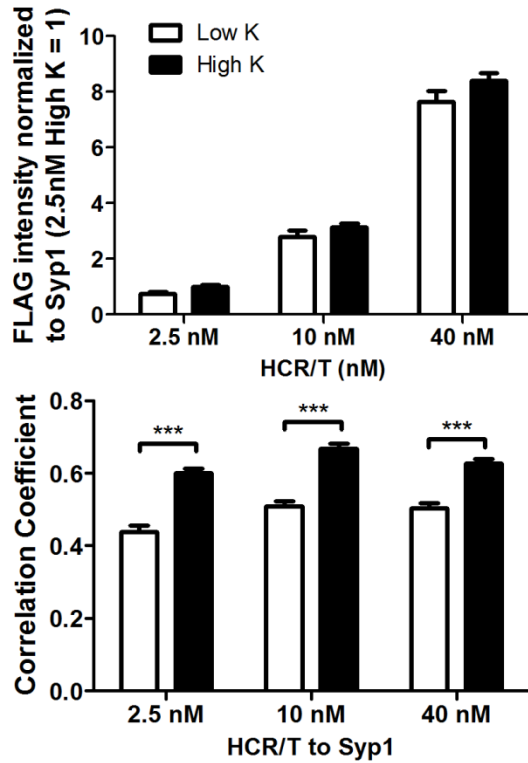 FLAG intensity normalized
to Syp1 (2.5nM High K = 1)
10
8
6
4
2
0
Low K
High K
2.5 nM
10 nM
40 nM
HCR/T (nM)
Correlation Coefficient
0.8
0.6
0.4
0.2
0.0
***
***
***
2.5 nM
10 nM
40 nM
HCR/T to Syp1